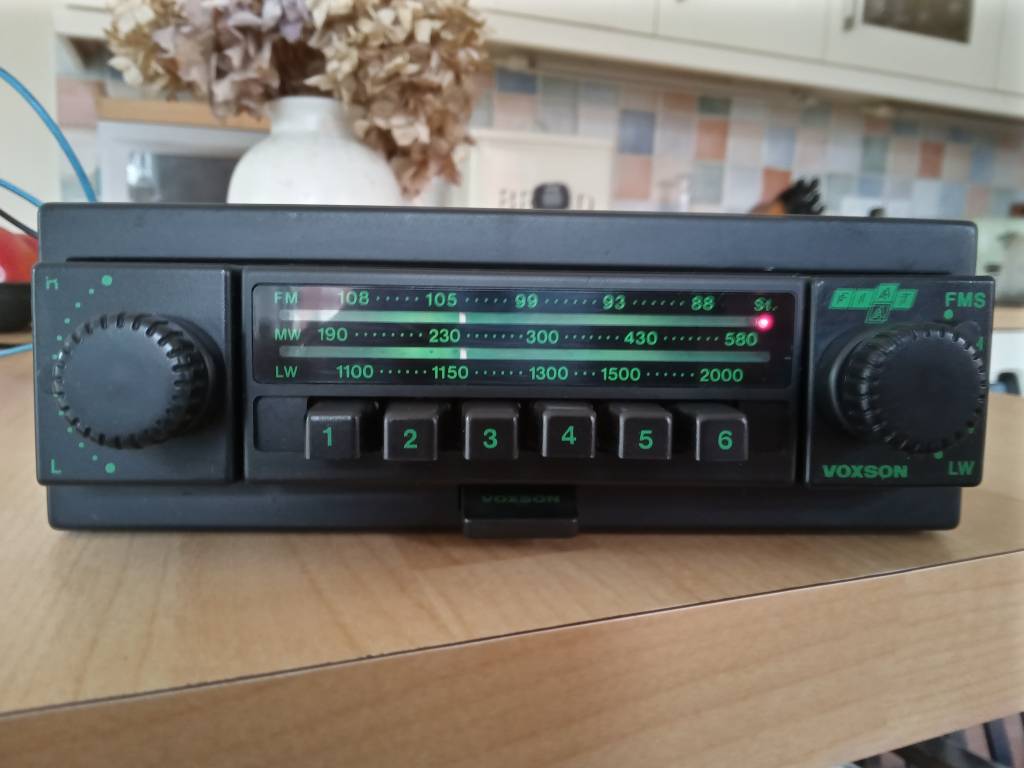 FM 108 105 99 93 88 St.
MW 190 230 300 430 580
LW 1100 1150 1300 1500 2000
1 2 3 4 5 6
H
L
FIAT
FMS
VOXSON
LW
VOXSON